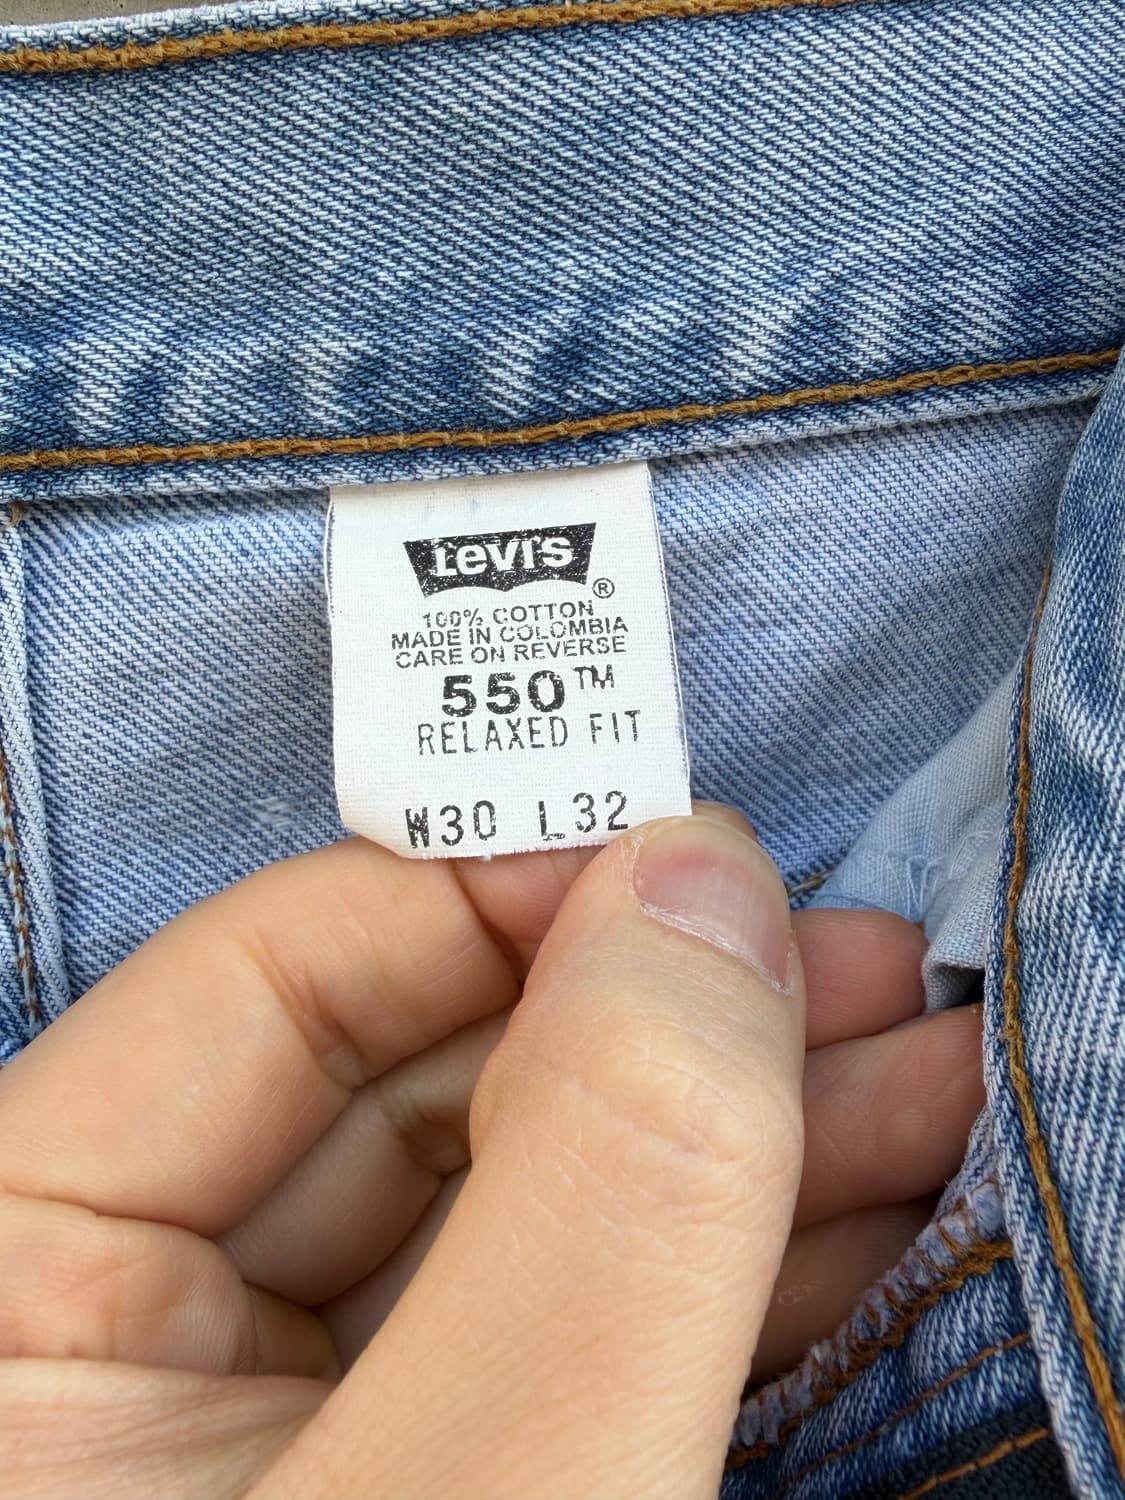 Levi's
®
100% COTTON
MADE IN COLOMBIA
CARE ON REVERSE
550™
RELAXED FIT
W30 L32